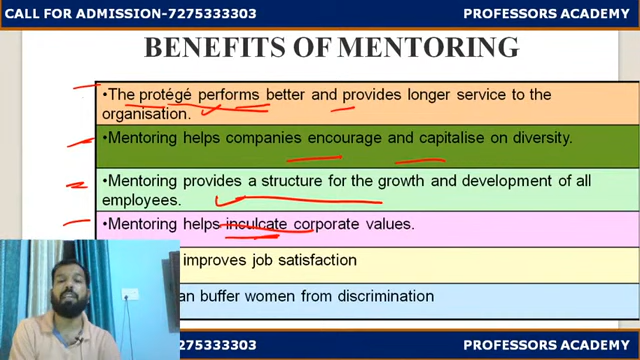 CALL FOR ADMISSION-7275333303 PROFESSORS ACADEMY
BENEFITS OF MENTORING
•The protégé performs better and provides longer service to the
organisation.
•Mentoring helps companies encourage and capitalise on diversity.
•Mentoring provides a structure for the growth and development of all
employees.
•Mentoring helps inculcate corporate values.
improves job satisfaction
buffer women from discrimination
-7275333303 PROFESSORS ACADEMY